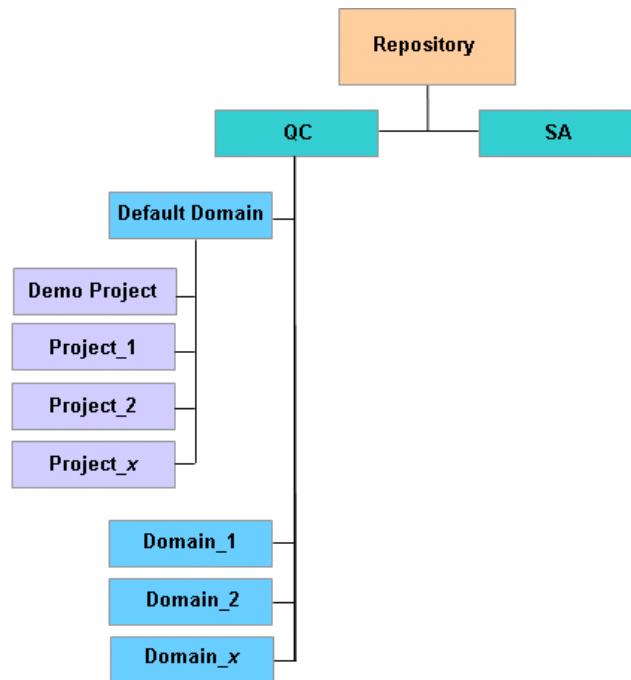 Repository
QC
SA
Default Domain
Demo Project
Project_1
Project_2
Project_x
Domain_1
Domain_2
Domain_x